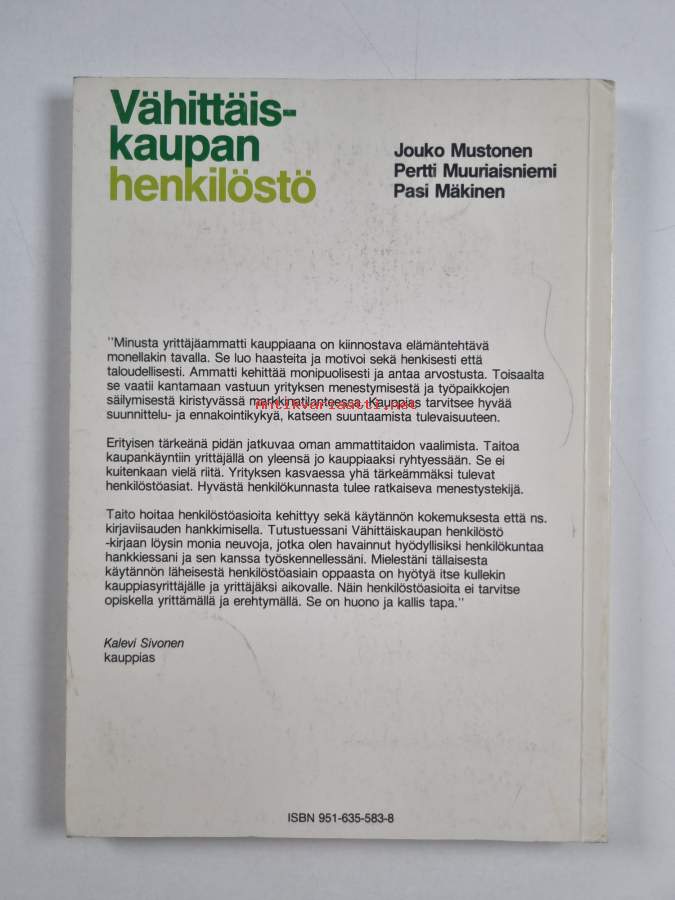 Vähittäis-
kaupan
henkilöstö
Jouko Mustonen
Pertti Muuriaisniemi
Pasi Mäkinen
"Minusta yrittäjäammatti kauppiaana on kiinnostava elämäntehtävä
monellakin tavalla. Se luo haasteita ja motivoi sekä henkisesti että
taloudellisesti. Ammatti kehittää monipuolisesti ja antaa arvostusta. Toisaalta
se vaatii kantamaan vastuun yrityksen menestymisestä ja työpaikkojen
säilymisestä kiristyvässä markkinatilanteessa. Kauppias tarvitsee hyvää
suunnittelu- ja ennakointikykyä, katseen suuntaamista tulevaisuuteen.
Antikvariaatti.net
Erityisen tärkeänä pidän jatkuvaa oman ammattitaidon vaalimista. Taitoa
kaupankäyntiin yrittäjällä on yleensä jo kauppiaaksi ryhtyessään. Se ei
kuitenkaan vielä riitä. Yrityksen kasvaessa yhä tärkeämmäksi tulevat
henkilöstöasiat. Hyvästä henkilökunnasta tulee ratkaiseva menestystekijä.
Taito hoitaa henkilöstöasioita kehittyy sekä käytännön kokemuksesta että ns.
kirjaviisauden hankkimisella. Tutustuessani Vähittäiskaupan henkilöstö
-kirjaan löysin monia neuvoja, jotka olen havainnut hyödyllisiksi henkilökuntaa
hankkiessani ja sen kanssa työskennellessäni. Mielestäni tällaisesta
käytännön läheisestä henkilöstöasiain oppaasta on hyötyä itse kullekin
kauppiasyrittäjälle ja yrittäjäksi aikovalle. Näin henkilöstöasioita ei tarvitse
opiskella yrittämällä ja erehtymällä. Se on huono ja kallis tapa."
Kalevi Sivonen
kauppias
ISBN 951-635-583-8